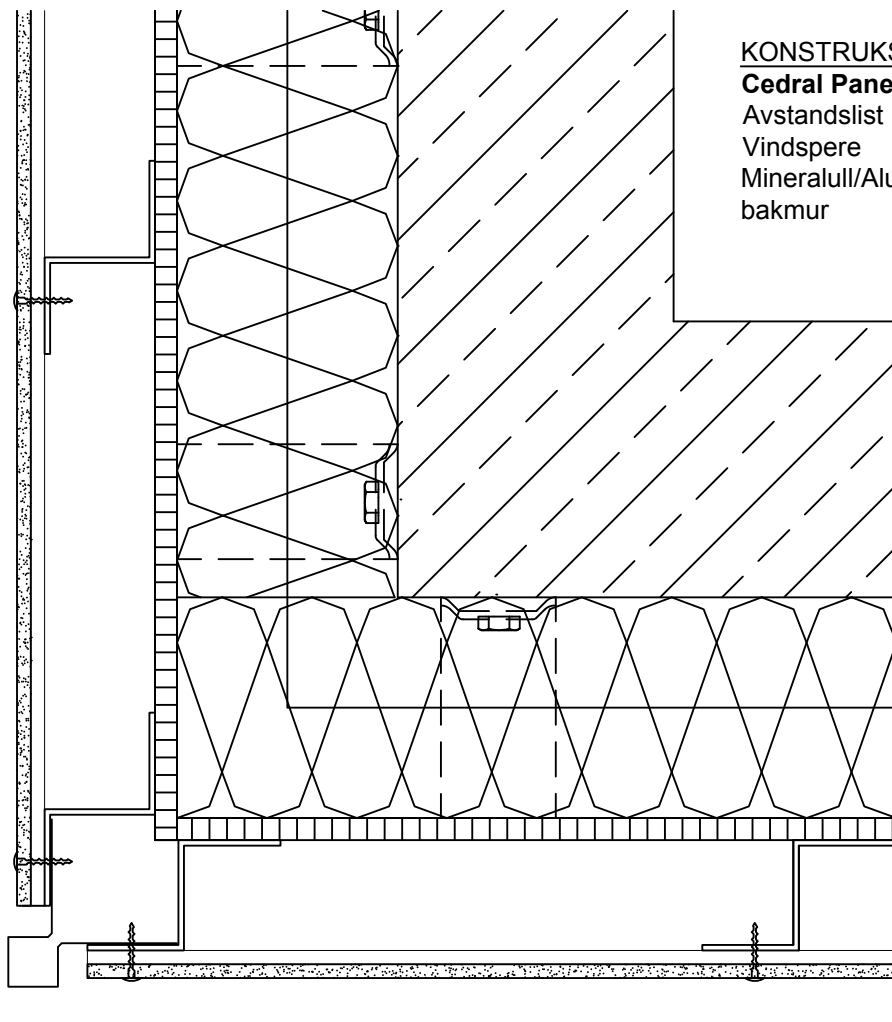 KONSTRUKS
Cedral Pane
Avstandslist
Vindspere
Mineralull/Alu
bakmur